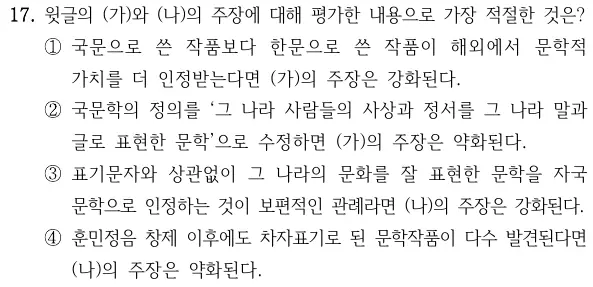 17. 윗글의 (가)와 (나)의 주장에 대해 평가한 내용으로 가장 적절한 것은?
① 국문으로 쓴 작품보다 한문으로 쓴 작품이 해외에서 문학적
가치를 더 인정받는다면 (가)의 주장은 강화된다.
② 국문학의 정의를 ‘그 나라 사람들의 사상과 정서를 그 나라 말과
글로 표현한 문학’으로 수정하면 (가)의 주장은 약화된다.
③ 표기문자와 상관없이 그 나라의 문화를 잘 표현한 문학을 자국
문학으로 인정하는 것이 보편적인 관례라면 (나)의 주장은 강화된다.
④ 훈민정음 창제 이후에도 차자표기로 된 문학작품이 다수 발견된다면
(나)의 주장은 약화된다.